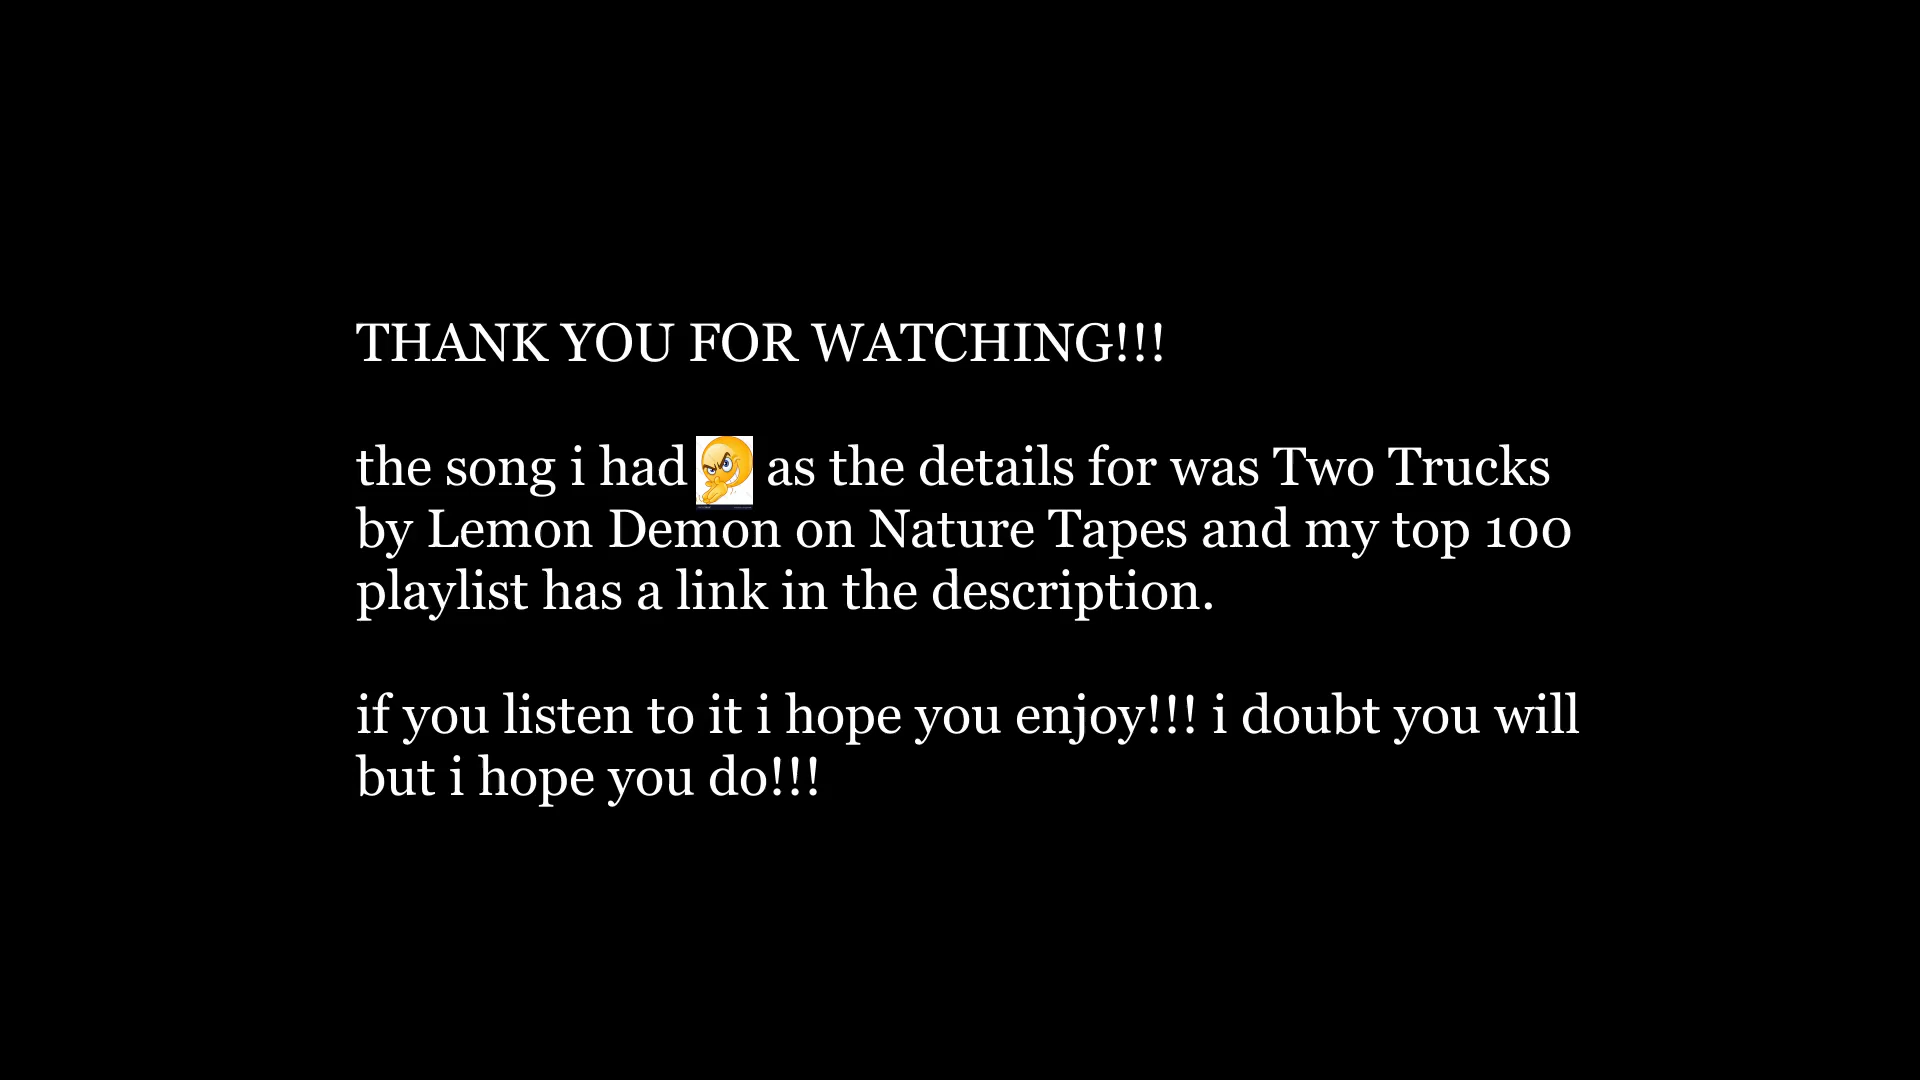 THANK YOU FOR WATCHING!!!
the song i had as the details for was Two Trucks
by Lemon Demon on Nature Tapes and my top 100
playlist has a link in the description.
if you listen to it i hope you enjoy!!! i doubt you will
but i hope you do!!!